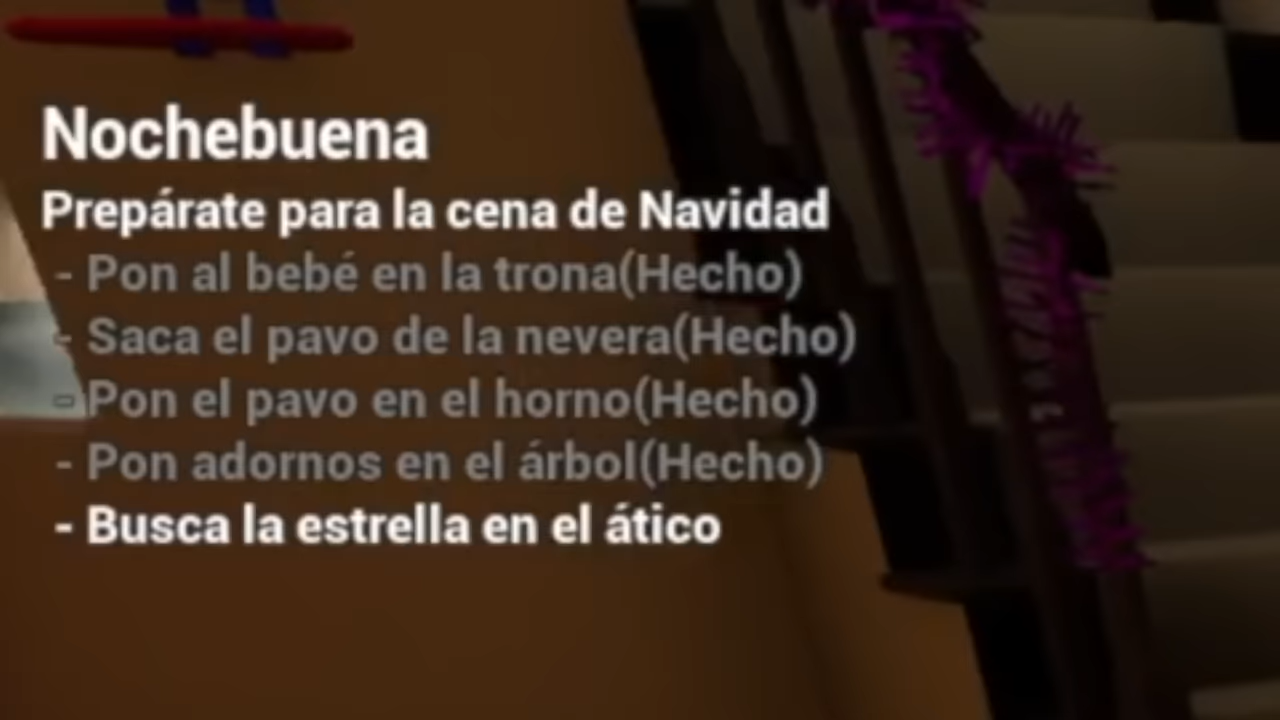 Nochebuena
Prepárate para la cena de Navidad
- Pon al bebé en la trona(Hecho)
- Saca el pavo de la nevera(Hecho)
- Pon el pavo en el horno(Hecho)
- Pon adornos en el árbol(Hecho)
- Busca la estrella en el ático